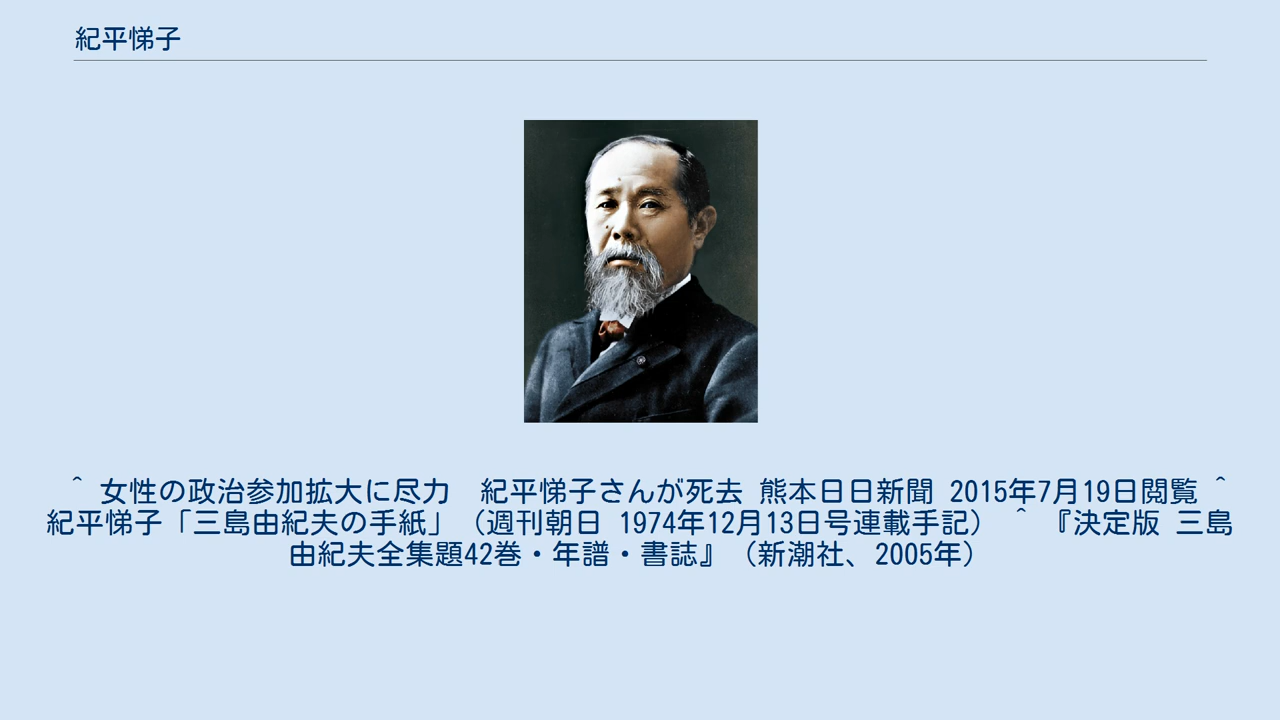 紀平悌子
^ 女性の政治参加拡大に尽力　紀平悌子さんが死去 熊本日日新聞 2015年7月19日閲覧 ^
紀平悌子「三島由紀夫の手紙」（週刊朝日 1974年12月13日号連載手記） ^ 『決定版 三島
由紀夫全集題42巻・年譜・書誌』（新潮社、2005年）